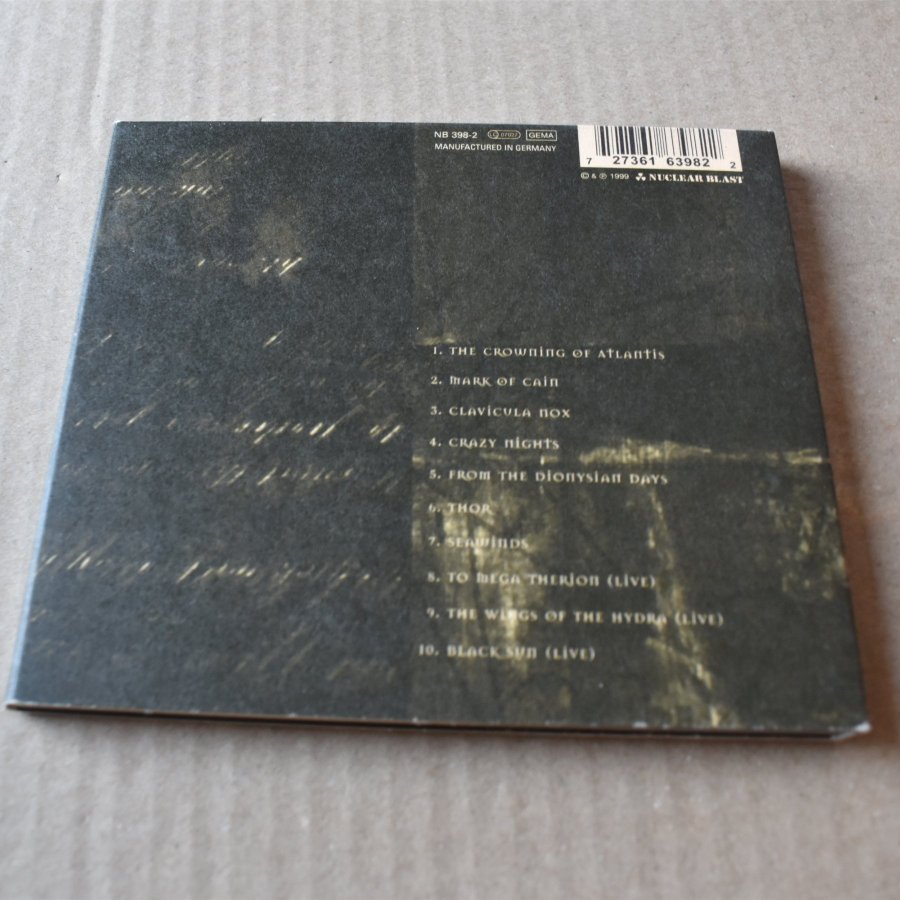 NB 398-2 LC 07027 GEMA
MANUFACTURED IN GERMANY
7 27361 63982 2
© & ℗ 1999 NUCLEAR BLAST
1. THE CROWNING OF ATLANTIS
2. MARK OF CAIN
3. CLAVICULA NOX
4. CRAZY NIGHTS
5. FROM THE DIONYSIAN DAYS
6. THOR
7. SEAWINDS
8. TO MEGA THERION (LIVE)
9. THE WINGS OF THE HYDRA (LIVE)
10. BLACK SUN (LIVE)